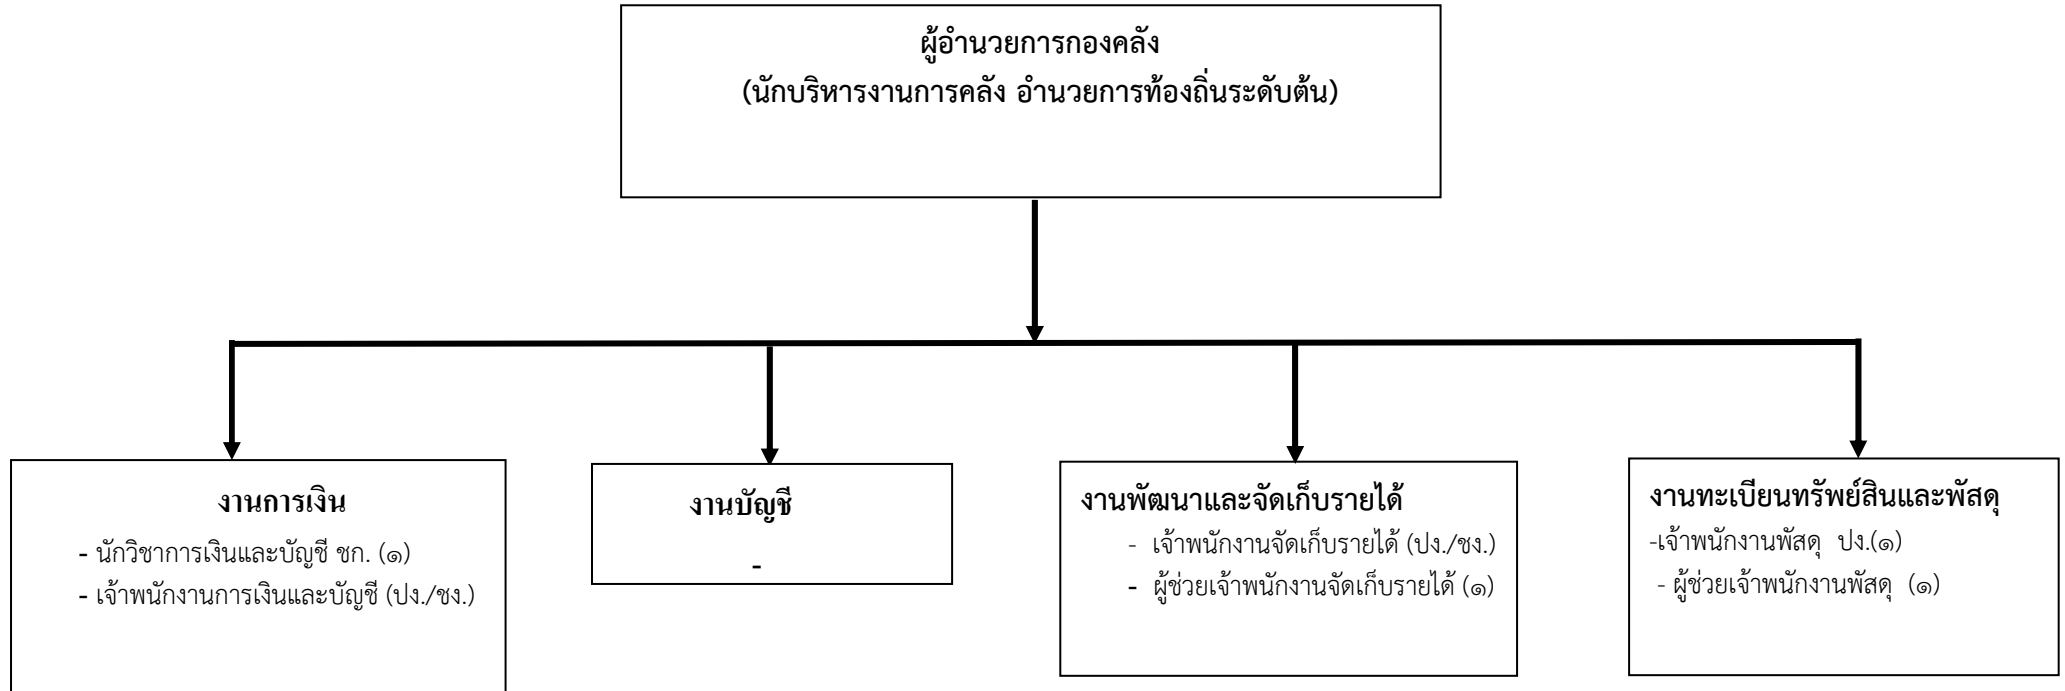 ผู้อำนวยการกองคลัง
(นักบริหารงานการคลัง อำนวยการท้องถิ่นระดับต้น)
งานการเงิน
- นักวิชาการเงินและบัญชี ชก. (๑)
- เจ้าพนักงานการเงินและบัญชี (ปง./ชง.)
งานบัญชี
-
งานพัฒนาและจัดเก็บรายได้
- เจ้าพนักงานจัดเก็บรายได้ (ปง./ชง.)
- ผู้ช่วยเจ้าพนักงานจัดเก็บรายได้ (๑)
งานทะเบียนทรัพย์สินและพัสดุ
-เจ้าพนักงานพัสดุ ปง.(๑)
- ผู้ช่วยเจ้าพนักงานพัสดุ (๑)